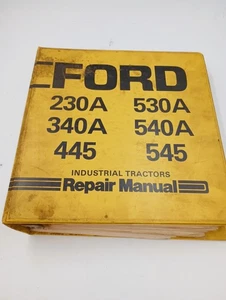 FORD
230A 530A
340A 540A
445 545
INDUSTRIAL TRACTORS
Repair Manual